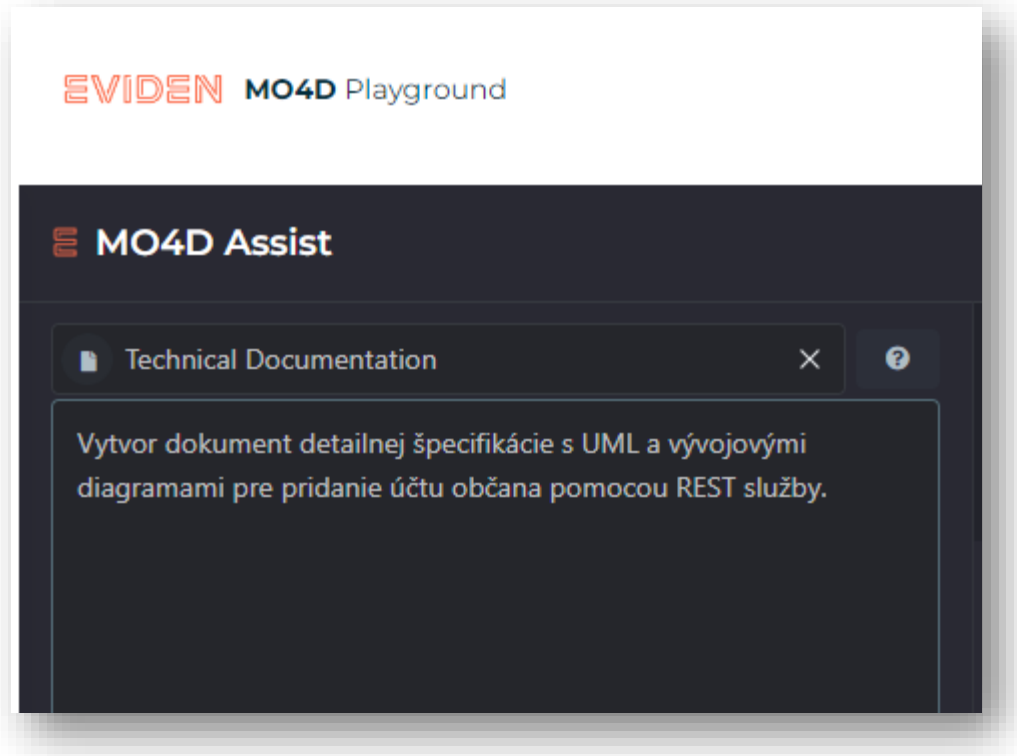 EVIDEN MO4D Playground
MO4D Assist
Technical Documentation
Vytvor dokument detailnej špecifikácie s UML a vývojovými
diagramami pre pridanie účtu občana pomocou REST služby.